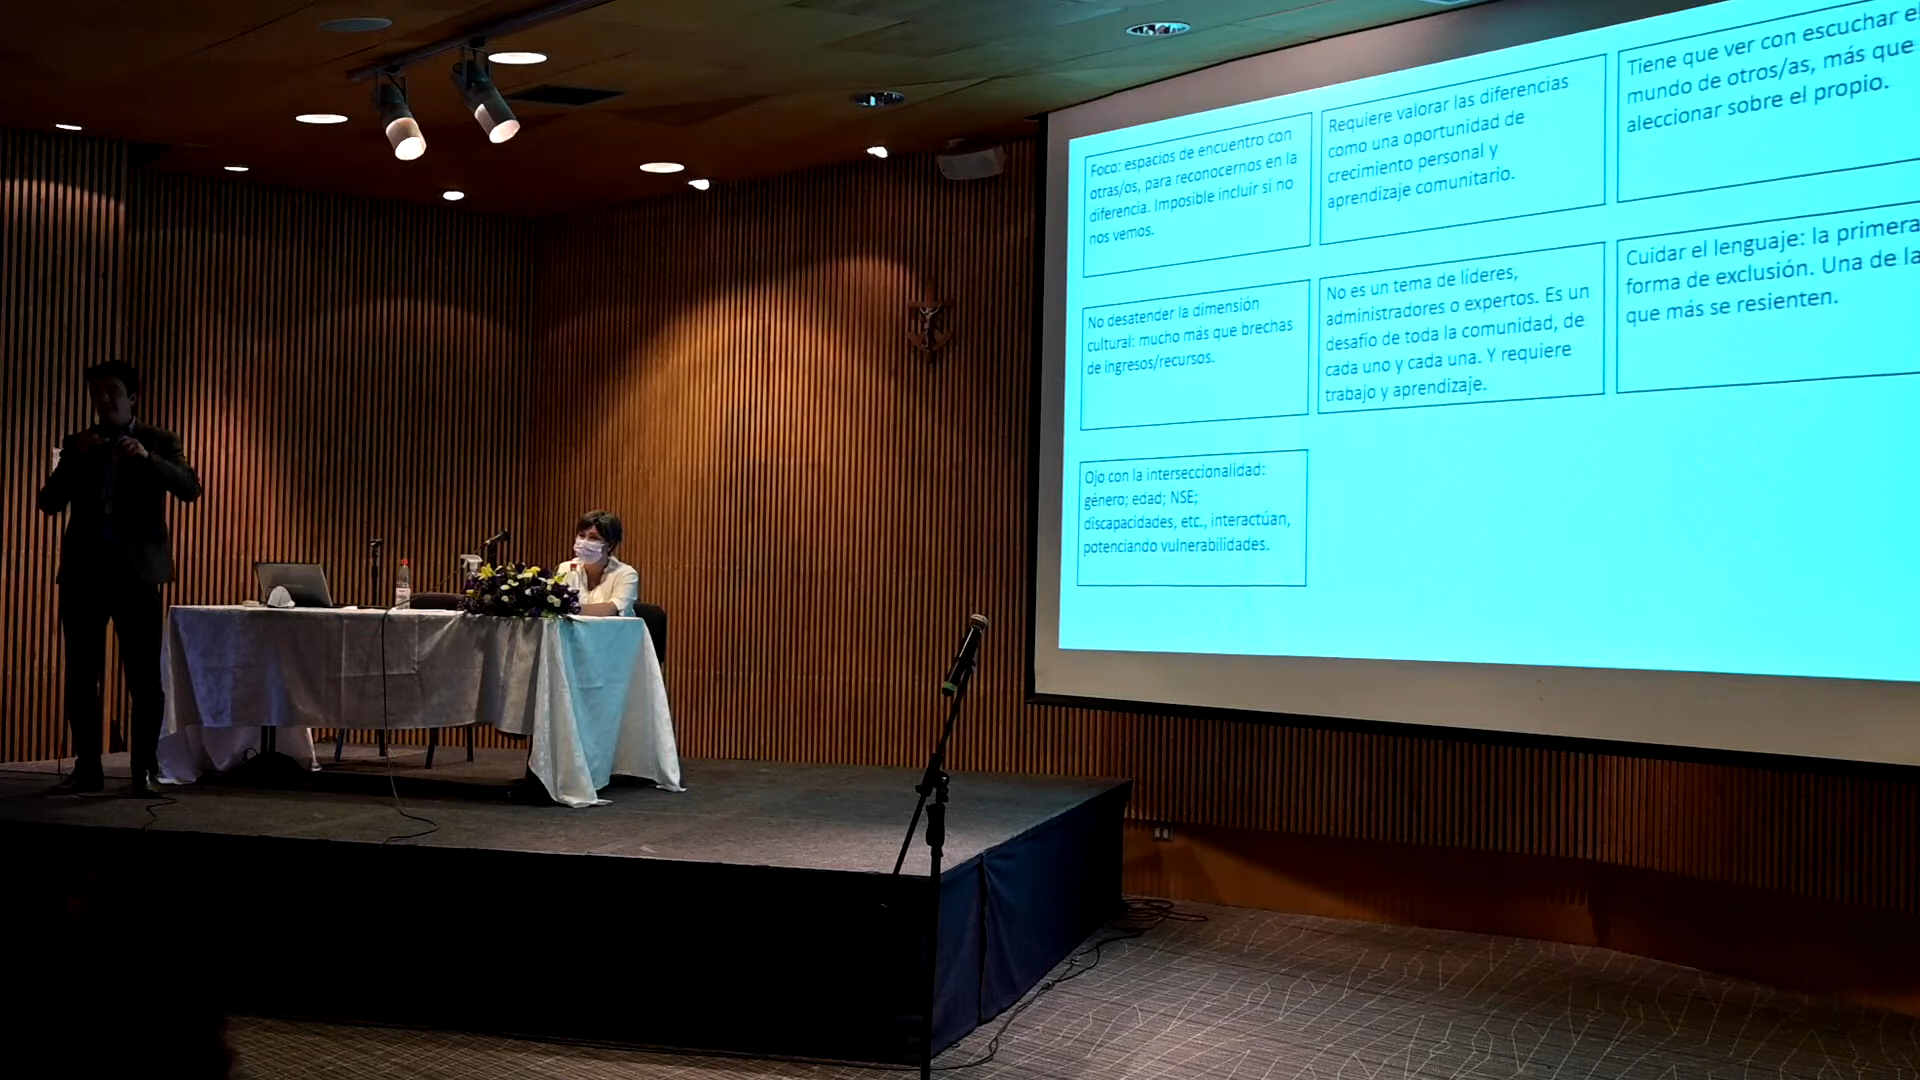 Foco: espacios de encuentro con
otras/os, para reconocernos en la
diferencia. Imposible incluir si no
nos vemos.
Requiere valorar las diferencias
como una oportunidad de
crecimiento personal y
aprendizaje comunitario.
Tiene que ver con escuchar el
mundo de otros/as, más que
aleccionar sobre el propio.
No desatender la dimensión
cultural: mucho más que brechas
de ingresos/recursos.
No es un tema de líderes,
administradores o expertos. Es un
desafío de toda la comunidad, de
cada uno y cada una. Y requiere
trabajo y aprendizaje.
Cuidar el lenguaje: la primera
forma de exclusión. Una de la
que más se resienten.
Ojo con la interseccionalidad:
género; edad; NSE;
discapacidades, etc., interactúan,
potenciando vulnerabilidades.